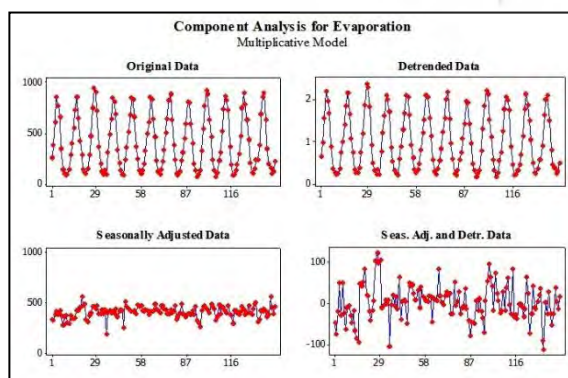 Component Analysis for Evaporation
Multiplicative Model
Original Data
1000
500
0
1 29 58 87 116
Detrended Data
2
1
0
1 29 58 87 116
Seasonally Adjusted Data
1000
500
0
1 29 58 87 116
Seas. Adj. and Detr. Data
100
0
-100
1 29 58 87 116